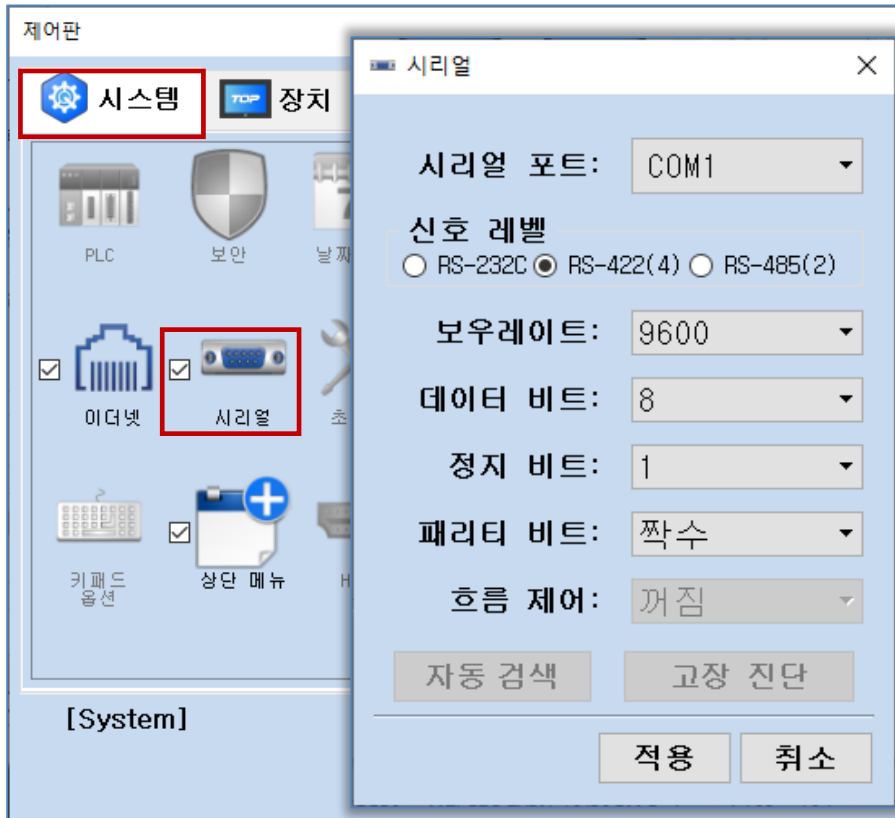 제어판
시스템
TOP
장치
PLC
보안
이더넷
시리얼
키패드
옵션
상단 메뉴
[System]
시리얼
시리얼 포트: COM1
신호 레벨
RS-232C RS-422(4) RS-485(2)
보우레이트: 9600
데이터 비트: 8
정지 비트: 1
패리티 비트: 짝수
흐름 제어: 꺼짐
자동 검색 고장 진단
적용 취소